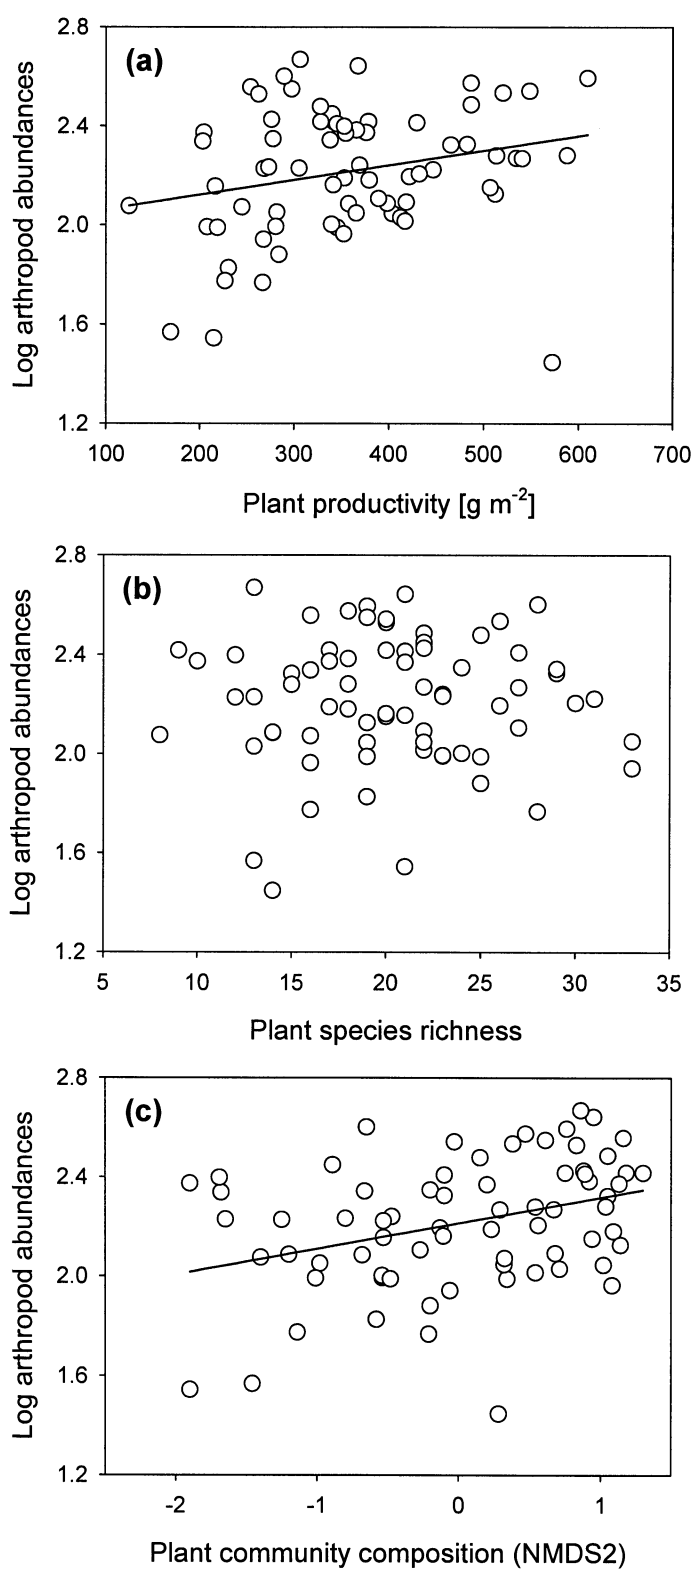 (a)
2.8
2.4
2.0
1.6
1.2
Log arthropod abundances
100 200 300 400 500 600 700
Plant productivity [g m-2]
(b)
2.8
2.4
2.0
1.6
1.2
Log arthropod abundances
5 10 15 20 25 30 35
Plant species richness
(c)
2.8
2.4
2.0
1.6
1.2
Log arthropod abundances
-2 -1 0 1
Plant community composition (NMDS2)